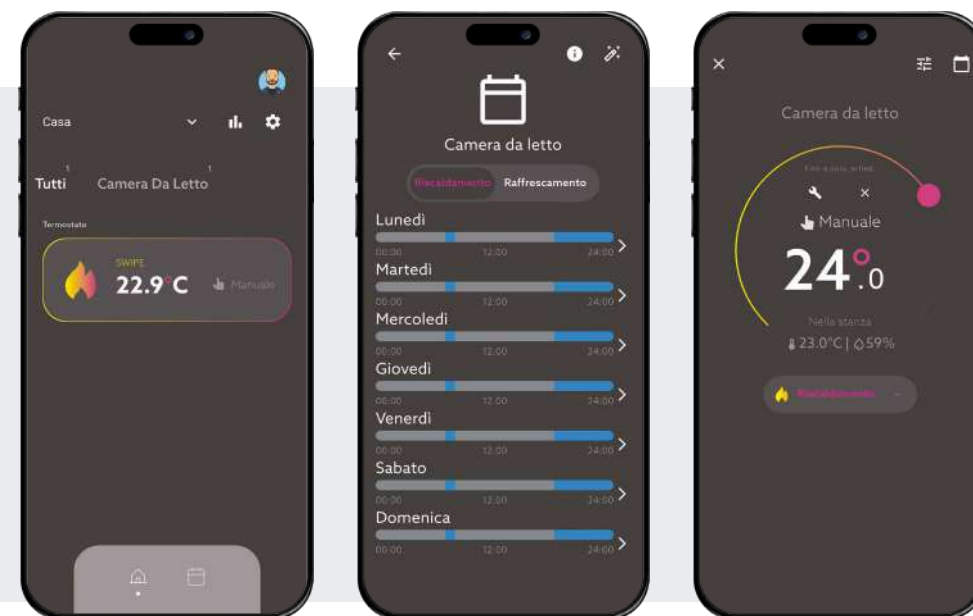 Casa
1
1
Tutti
Camera Da Letto
Termostato
SWIPE
22.9°C
Manuale
Camera da letto
Riscaldamento
Raffrescamento
Lunedì
00:00 12:00 24:00
Martedì
00:00 12:00 24:00
Mercoledì
00:00 12:00 24:00
Giovedì
00:00 12:00 24:00
Venerdì
00:00 12:00 24:00
Sabato
00:00 12:00 24:00
Domenica
00:00 12:00 24:00
Camera da letto
Manuale
24°.0
Nella stanza
23.0°C | 59%
Riscaldamento